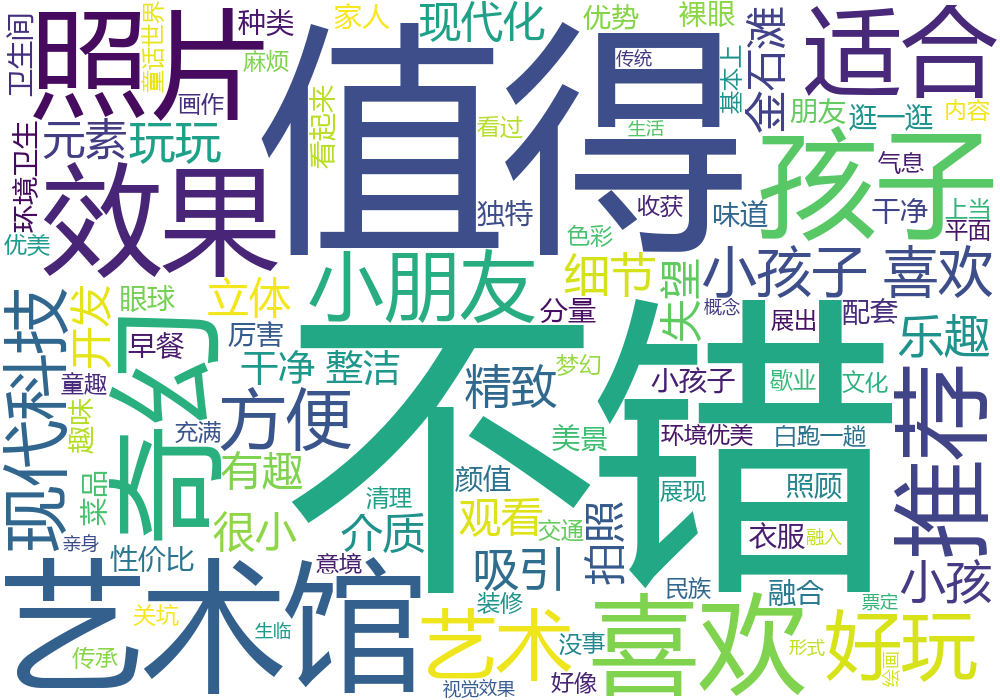 卫生间
照片
童话世界
种类
麻烦
画作
家人
现代化
优势
裸眼
传统
基本上
金石滩
适合
值得
看起来
看过
生活
朋友
逛一逛
内容
环境卫生
元素
玩玩
孩子
气息
优美
效果
独特
收获
味道
干净
上当
平面
色彩
小朋友
细节
失望
小孩子
喜欢
现代科技
开发
眼球
立体
分量
概念
展出
配套
乐趣
早餐
厉害
不错
童趣
奇幻
干净
整洁
精致
梦幻
小孩子
歇业
文化
推荐
趣味
充满
方便
美景
环境优美
白跑一趟
菜品
有趣
清理
颜值
展现
照顾
亲身
很小
介质
观看
交通
拍照
衣服
融入
性价比
意境
吸引
小孩
艺术馆
装修
民族
融合
票定
关坑
生临
艺术
没事
喜欢
好玩
形式
绘画
传承
视觉效果
好像